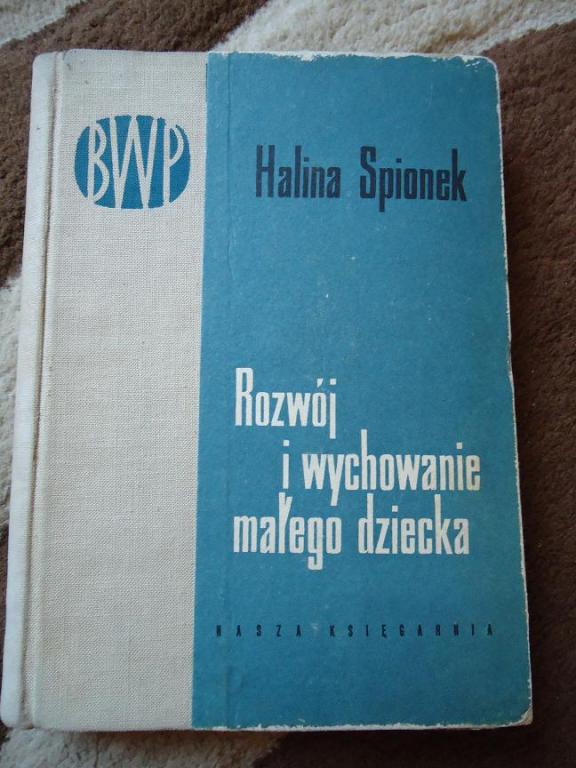 BWP
Halina Spionek
Rozwój
i wychowanie
małego dziecka
NASZA KSIĘGARNIA